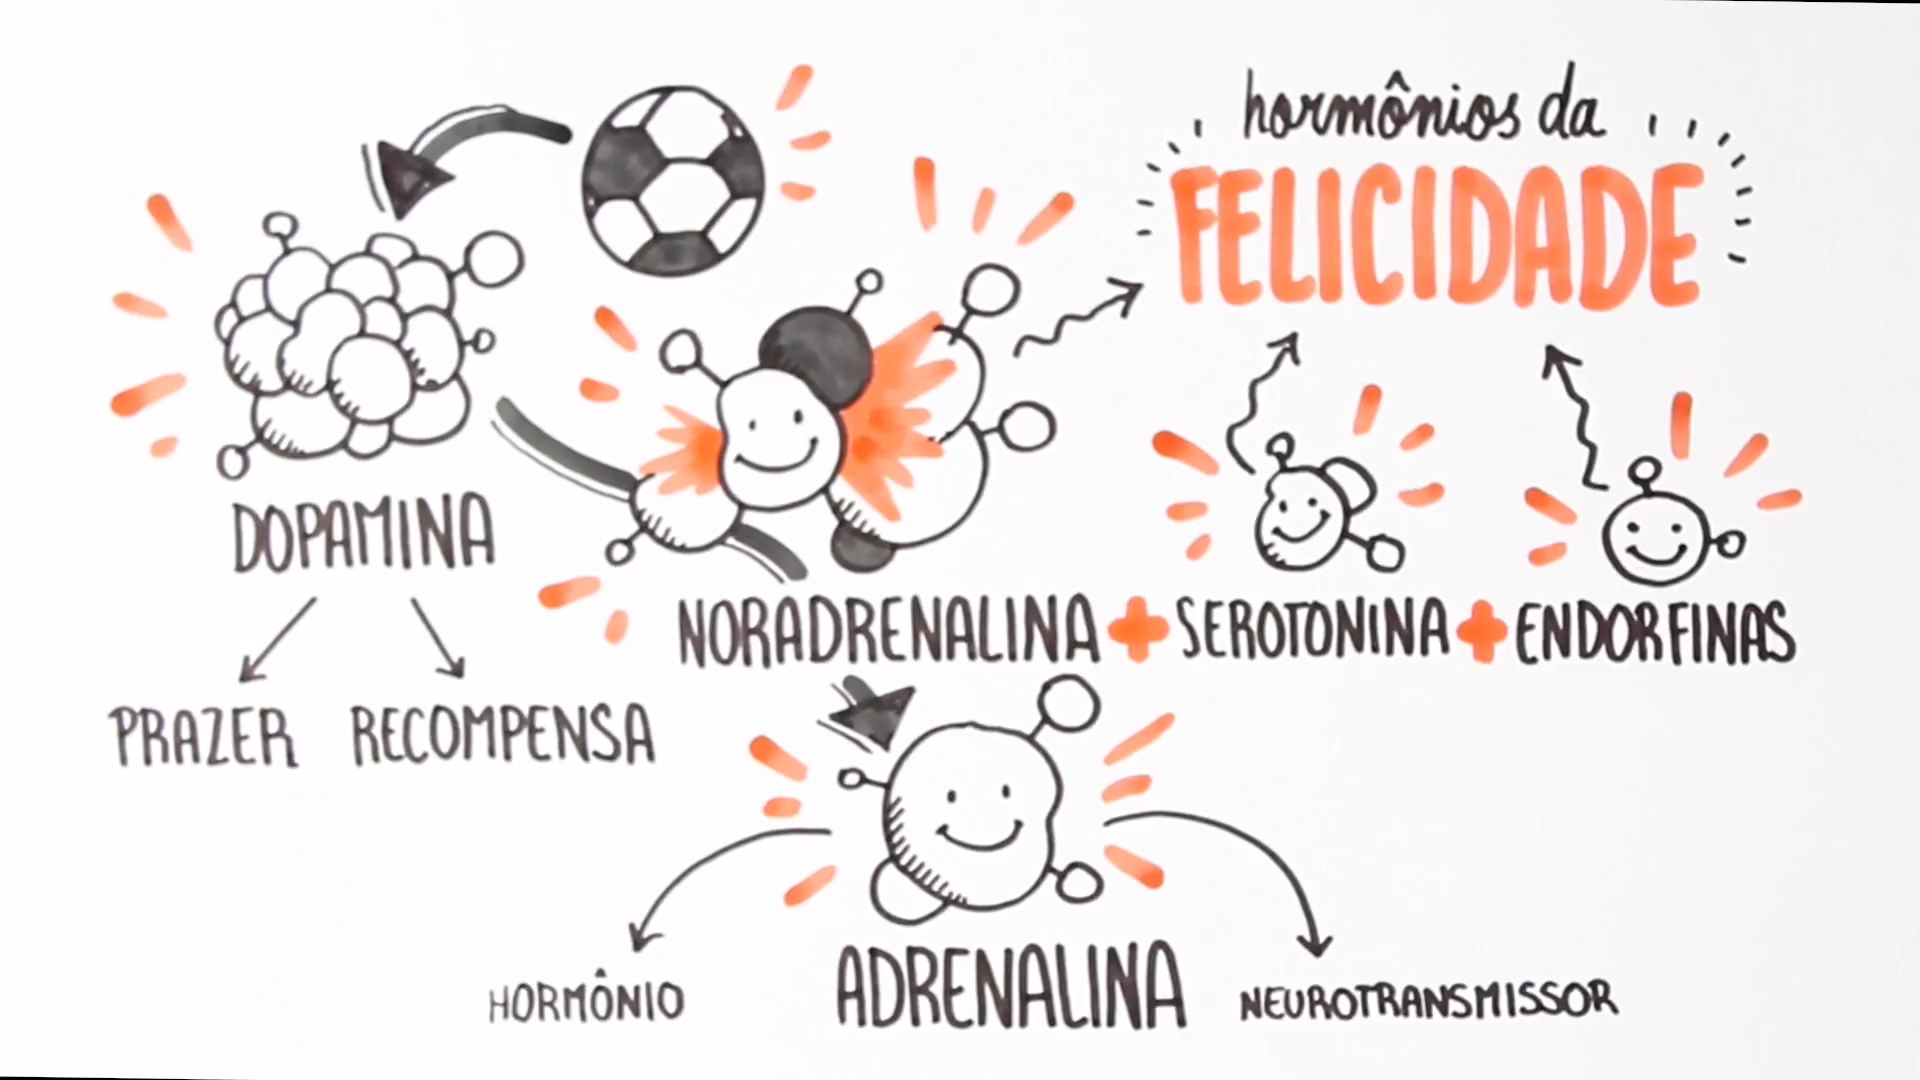 hormônios da
FELICIDADE
DOPAMINA
PRAZER RECOMPENSA
NORADRENALINA + SEROTONINA + ENDORFINAS
ADRENALINA
HORMÔNIO
NEUROTRANSMISSOR